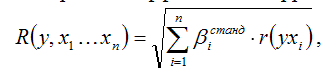 R(y, x₁…xₙ) = √(∑ᵢ₌₁ⁿ βᵢ^станд · r(yxᵢ)),